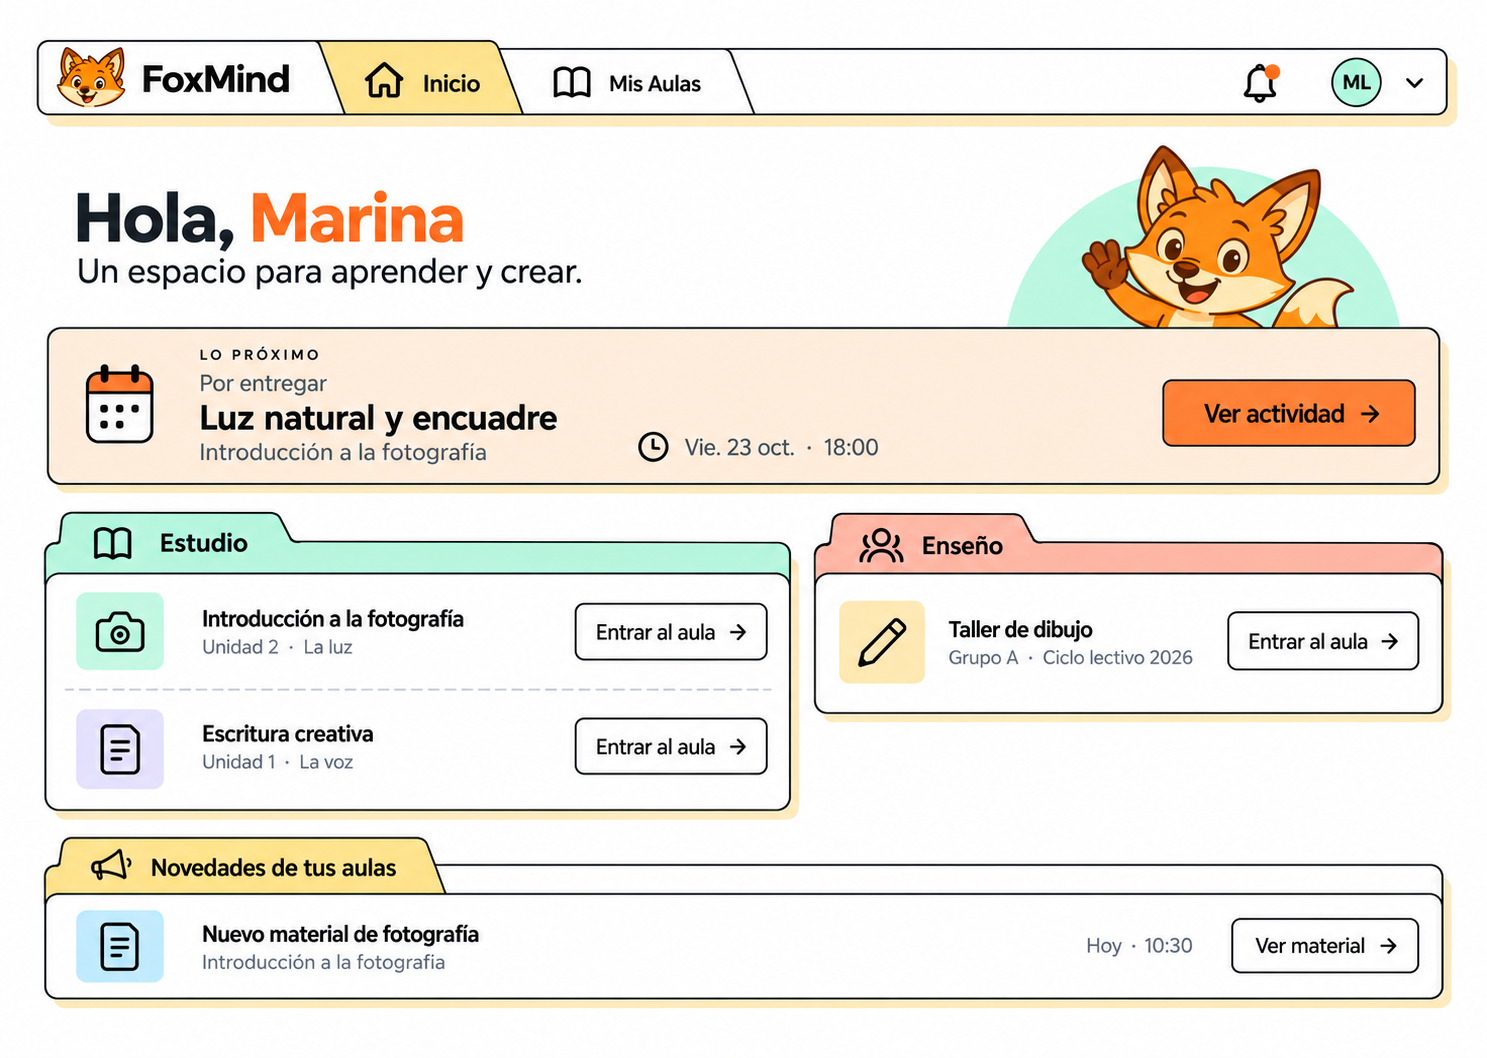 FoxMind
Inicio
Mis Aulas
ML
Hola, Marina
Un espacio para aprender y crear.
LO PRÓXIMO
Por entregar
Luz natural y encuadre
Introducción a la fotografía
Vie. 23 oct. · 18:00
Ver actividad →
Estudio
Introducción a la fotografía
Unidad 2 · La luz
Entrar al aula →
Escritura creativa
Unidad 1 · La voz
Entrar al aula →
Enseño
Taller de dibujo
Grupo A · Ciclo lectivo 2026
Entrar al aula →
Novedades de tus aulas
Nuevo material de fotografía
Introducción a la fotografia
Hoy · 10:30
Ver material →